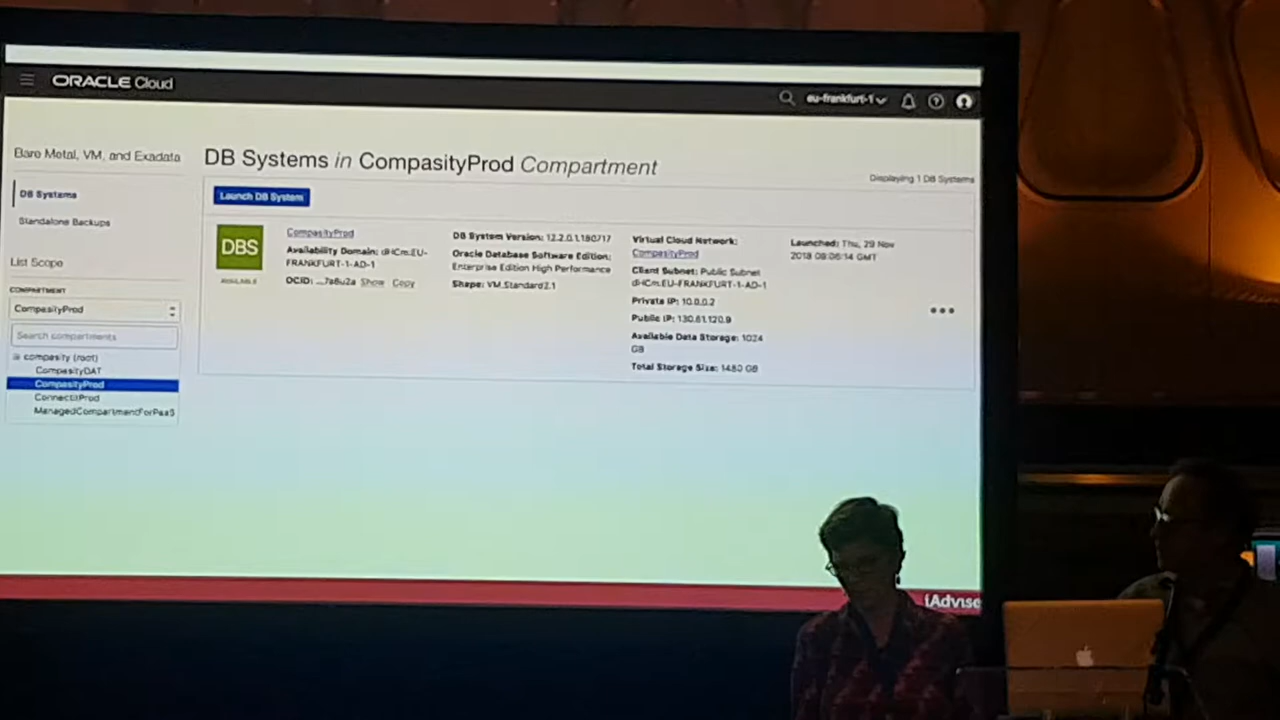 ORACLE Cloud
eu-frankfurt-1
Bare Metal, VM, and Exadata
DB Systems
Standalone Backups
List Scope
COMPARTMENT
CompasityProd
Search compartments
compasity (root)
CompasityOAT
CompasityProd
ConnectitProd
ManagedCompartmentForPaaS
DB Systems in CompasityProd Compartment
Displaying 1 DB Systems
Launch DB System
DBS
AVAILABLE
CompasityProd
Availability Domain: dHCm:EU-
FRANKFURT-1-AD-1
OCID: ...7a8u2a Show Copy
DB System Version: 12.2.0.1.180717
Oracle Database Software Edition:
Enterprise Edition High Performance
Shape: VM.Standard2.1
Virtual Cloud Network:
CompasityProd
Client Subnet: Public Subnet
dHCm:EU-FRANKFURT-1-AD-1
Private IP: 10.0.0.2
Public IP: 130.61.120.9
Available Data Storage: 1024
GB
Total Storage Size: 1480 GB
Launched: Thu, 29 Nov
2018 08:06:14 GMT
iAdvise